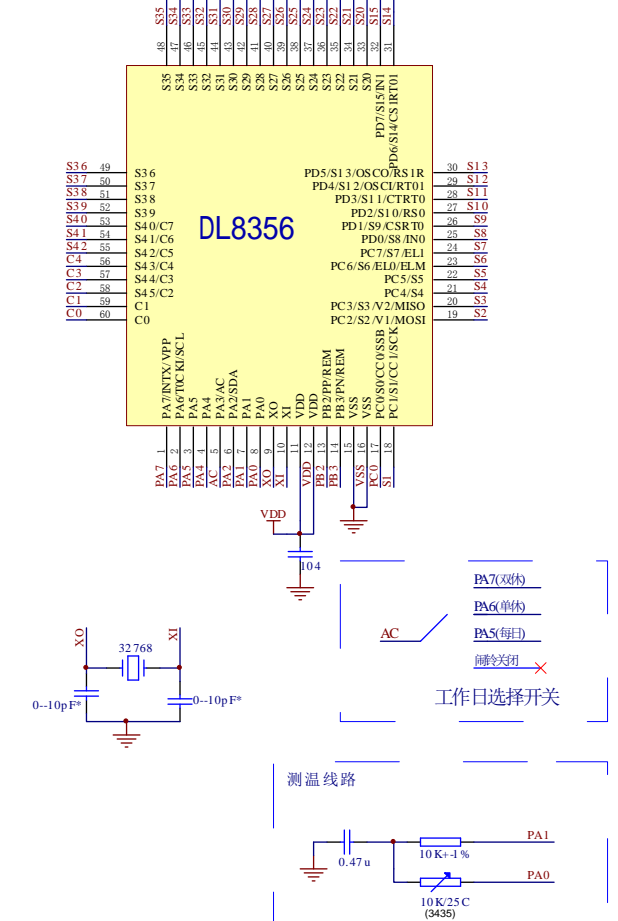 S35 S34 S33 S32 S31 S30 S29 S28 S27 S26 S25 S24 S23 S22 S21 S20 S15 S14
48 47 46 45 44 43 42 41 40 39 38 37 36 35 34 33 32 31
S35 S34 S33 S32 S31 S30 S29 S28 S27 S26 S25 S24 S23 S22 S21 S20 PD7/S15/IN1 PD6/S14/CSIRT01
S36 49 S36 PD5/S13/OSCO/RS1R 30 S13
S37 50 S37 PD4/S12/OSCI/RT01 29 S12
S38 51 S38 PD3/S11/CTRT0 28 S11
S39 52 S39 PD2/S10/RS0 27 S10
S40 53 S40/C7 PD1/S9/CSRT0 26 S9
S41 54 S41/C6 PD0/S8/IN0 25 S8
S42 55 S42/C5 PC7/S7/EL1 24 S7
C4 56 S43/C4 PC6/S6/EL0/ELM 23 S6
C3 57 S44/C3 PC5/S5 22 S5
C2 58 S45/C2 PC4/S4 21 S4
C1 59 C1 PC3/S3/V2/MISO 20 S3
C0 60 C0 PC2/S2/V1/MOSI 19 S2
DL8356
PA7/INTX/VPP PA6/T0CKI/SCL PA5 PA4 PA3/AC PA2/SDA PA1 PA0 XO XI VDD VDD PB2/PP/REM PB3/PN/REM VSS VSS PC0/S0/CC0/SSB PC1/S1/CC1/SCK
1 2 3 4 5 6 7 8 9 10 11 12 13 14 15 16 17 18
PA7 PA6 PA5 PA4 AC PA2 PA1 PA0 XO XI VDD PB2 PB3 VSS PC0 S1
VDD
104
PA7(双休)
PA6(单休)
AC PA5(每日)
闹铃关闭
工作日选择开关
XO XI
32768
0--10pF* 0--10pF*
测温线路
PA1
0.47u 10K+-1%
PA0
10K/25C
(3435)